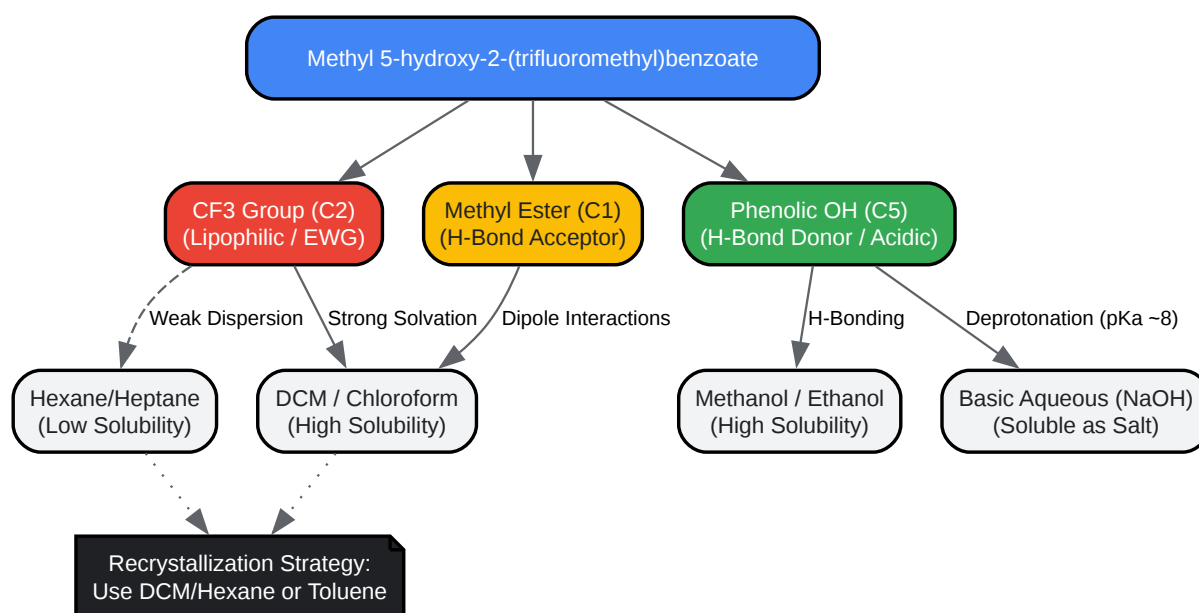 Methyl 5-hydroxy-2-(trifluoromethyl)benzoate
CF3 Group (C2)
(Lipophilic / EWG)
Methyl Ester (C1)
(H-Bond Acceptor)
Phenolic OH (C5)
(H-Bond Donor / Acidic)
Weak Dispersion
Strong Solvation
Dipole Interactions
H-Bonding
Deprotonation (pKa ~8)
Hexane/Heptane
(Low Solubility)
DCM / Chloroform
(High Solubility)
Methanol / Ethanol
(High Solubility)
Basic Aqueous (NaOH)
(Soluble as Salt)
Recrystallization Strategy:
Use DCM/Hexane or Toluene